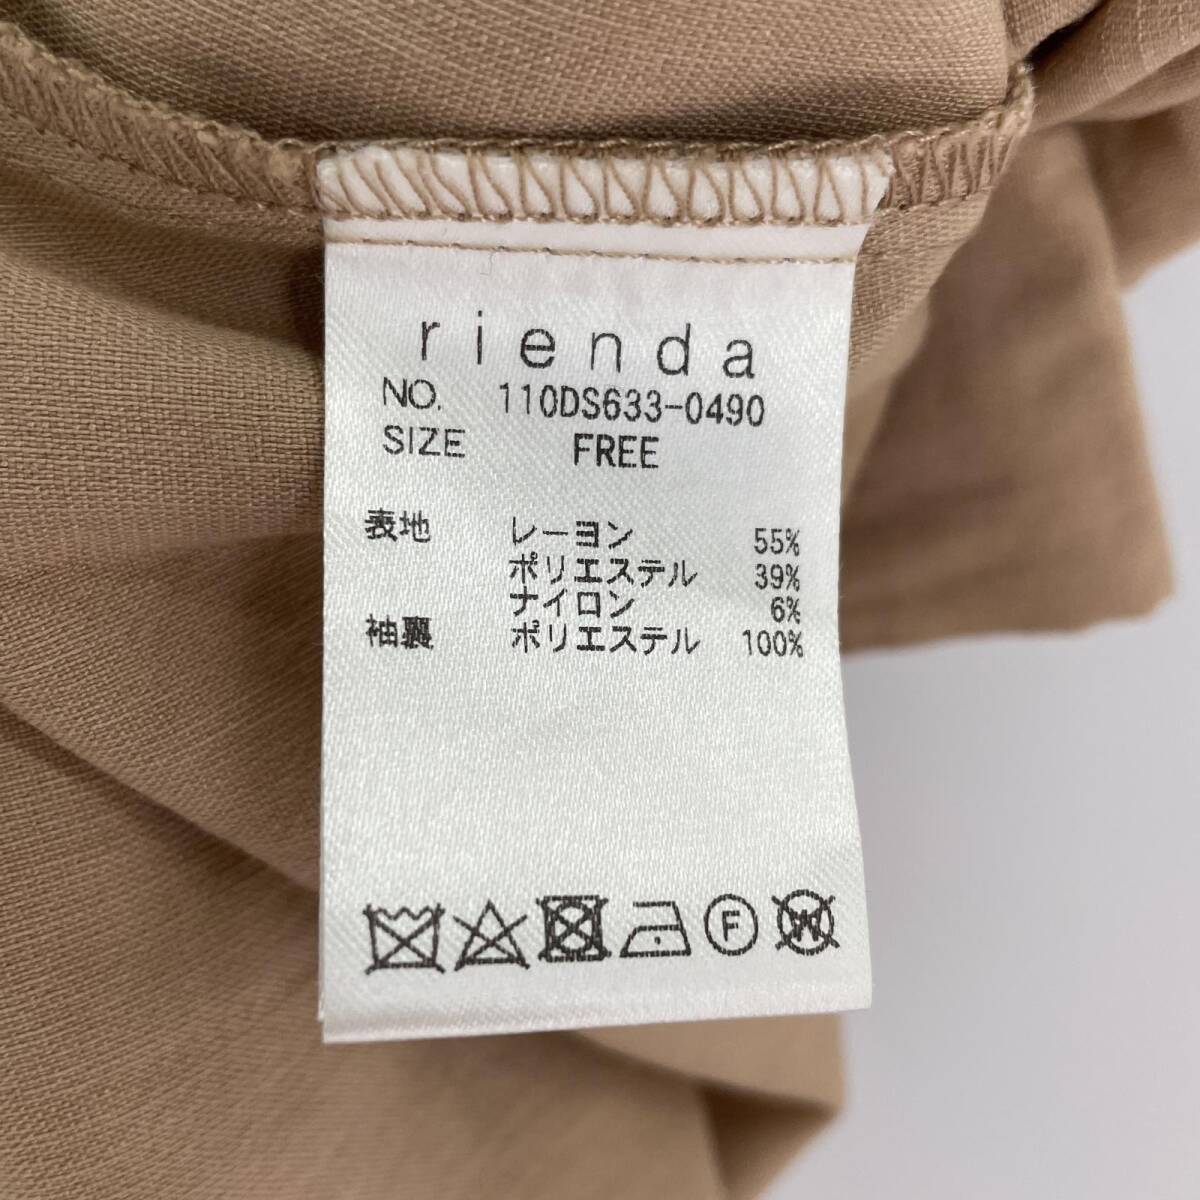 rienda
NO. 110DS633-0490
SIZE FREE
表地 レーヨン 55%
ポリエステル 39%
ナイロン 6%
袖裏 ポリエステル 100%
F W